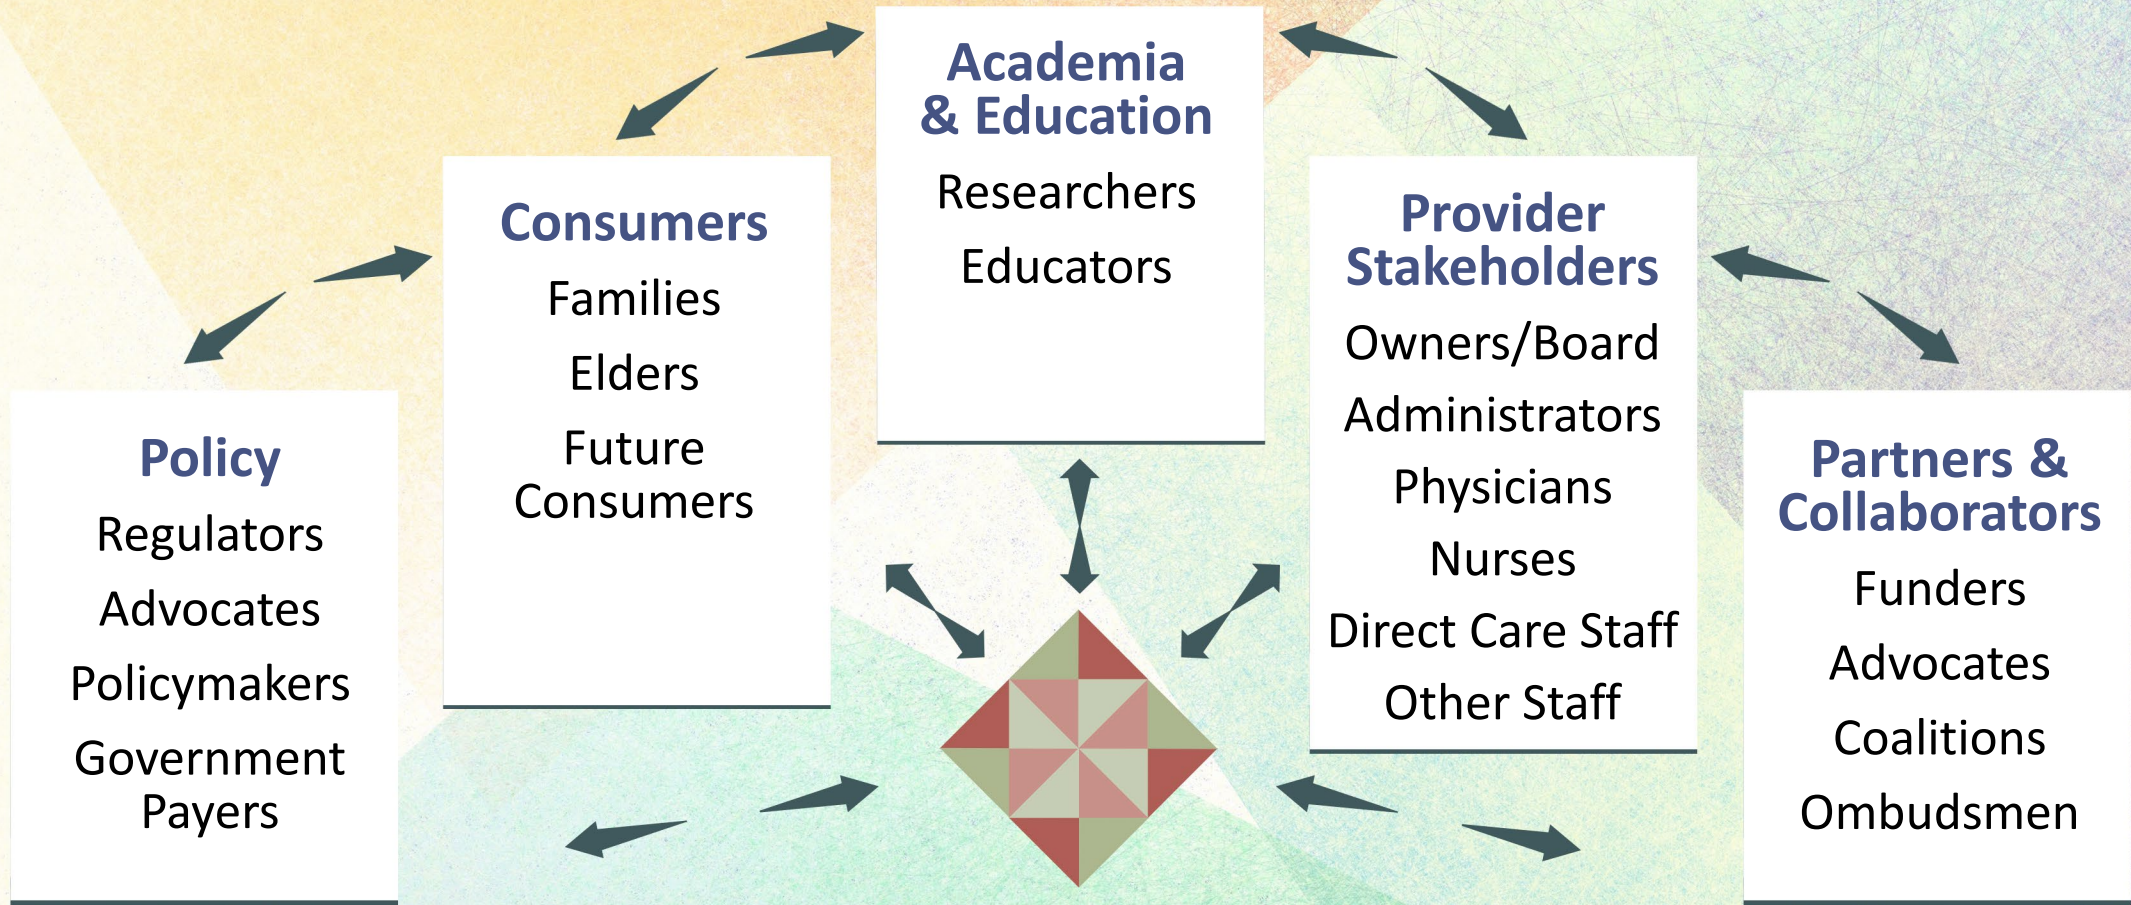 Policy
Regulators
Advocates
Policymakers
Government
Payers
Consumers
Families
Elders
Future
Consumers
Academia
& Education
Researchers
Educators
Provider
Stakeholders
Owners/Board
Administrators
Physicians
Nurses
Direct Care Staff
Other Staff
Partners &
Collaborators
Funders
Advocates
Coalitions
Ombudsmen